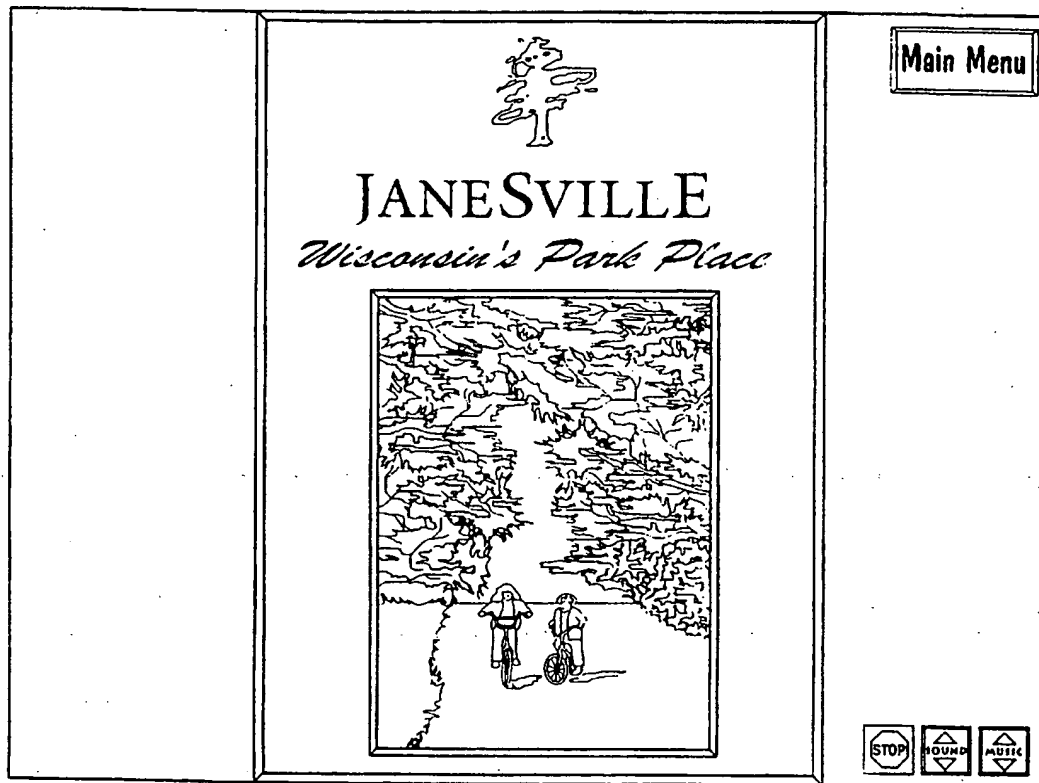 Main Menu
JANESVILLE
Wisconsin's Park Place
STOP
SOUND
MUSIC